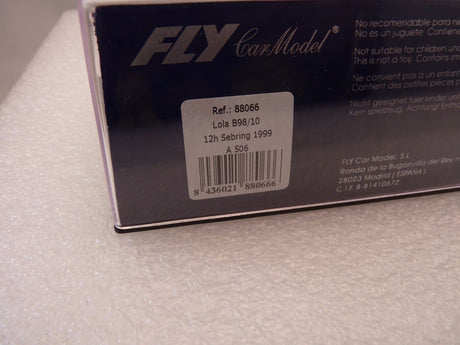 FLY Car Model ®
No recomendable para
No es un juguete. Contiene
Not suitable for children
This is not a toy. Contains
Ne convient pas à un enfant
Contient des petites pièces
Nicht geeignet fuer kinder
Kein spielzeug. Achtung!
Ref.: 88066
Lola B98/10
12h Sebring 1999
A 506
8 436021 880666
FLY Car Model, S.L
Ronda de la Buganvilla del Rey
28023 Madrid ( ESPAÑA )
C.I.F. B-81410672